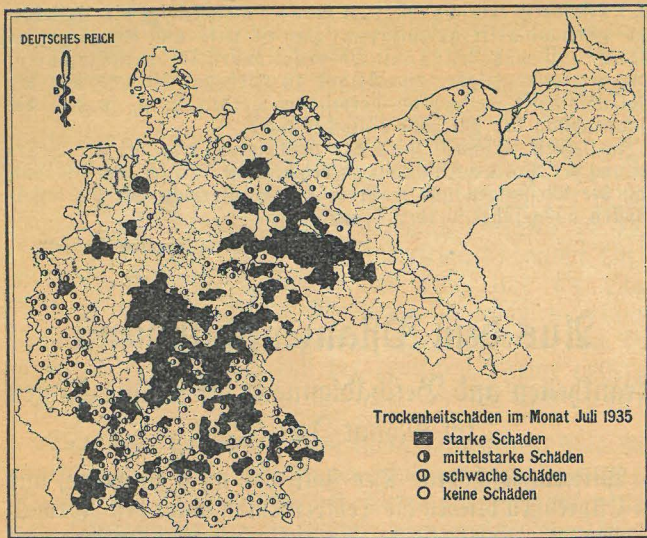 DEUTSCHES REICH
Trockenheitschäden im Monat Juli 1935
starke Schäden
mittelstarke Schäden
schwache Schäden
keine Schäden